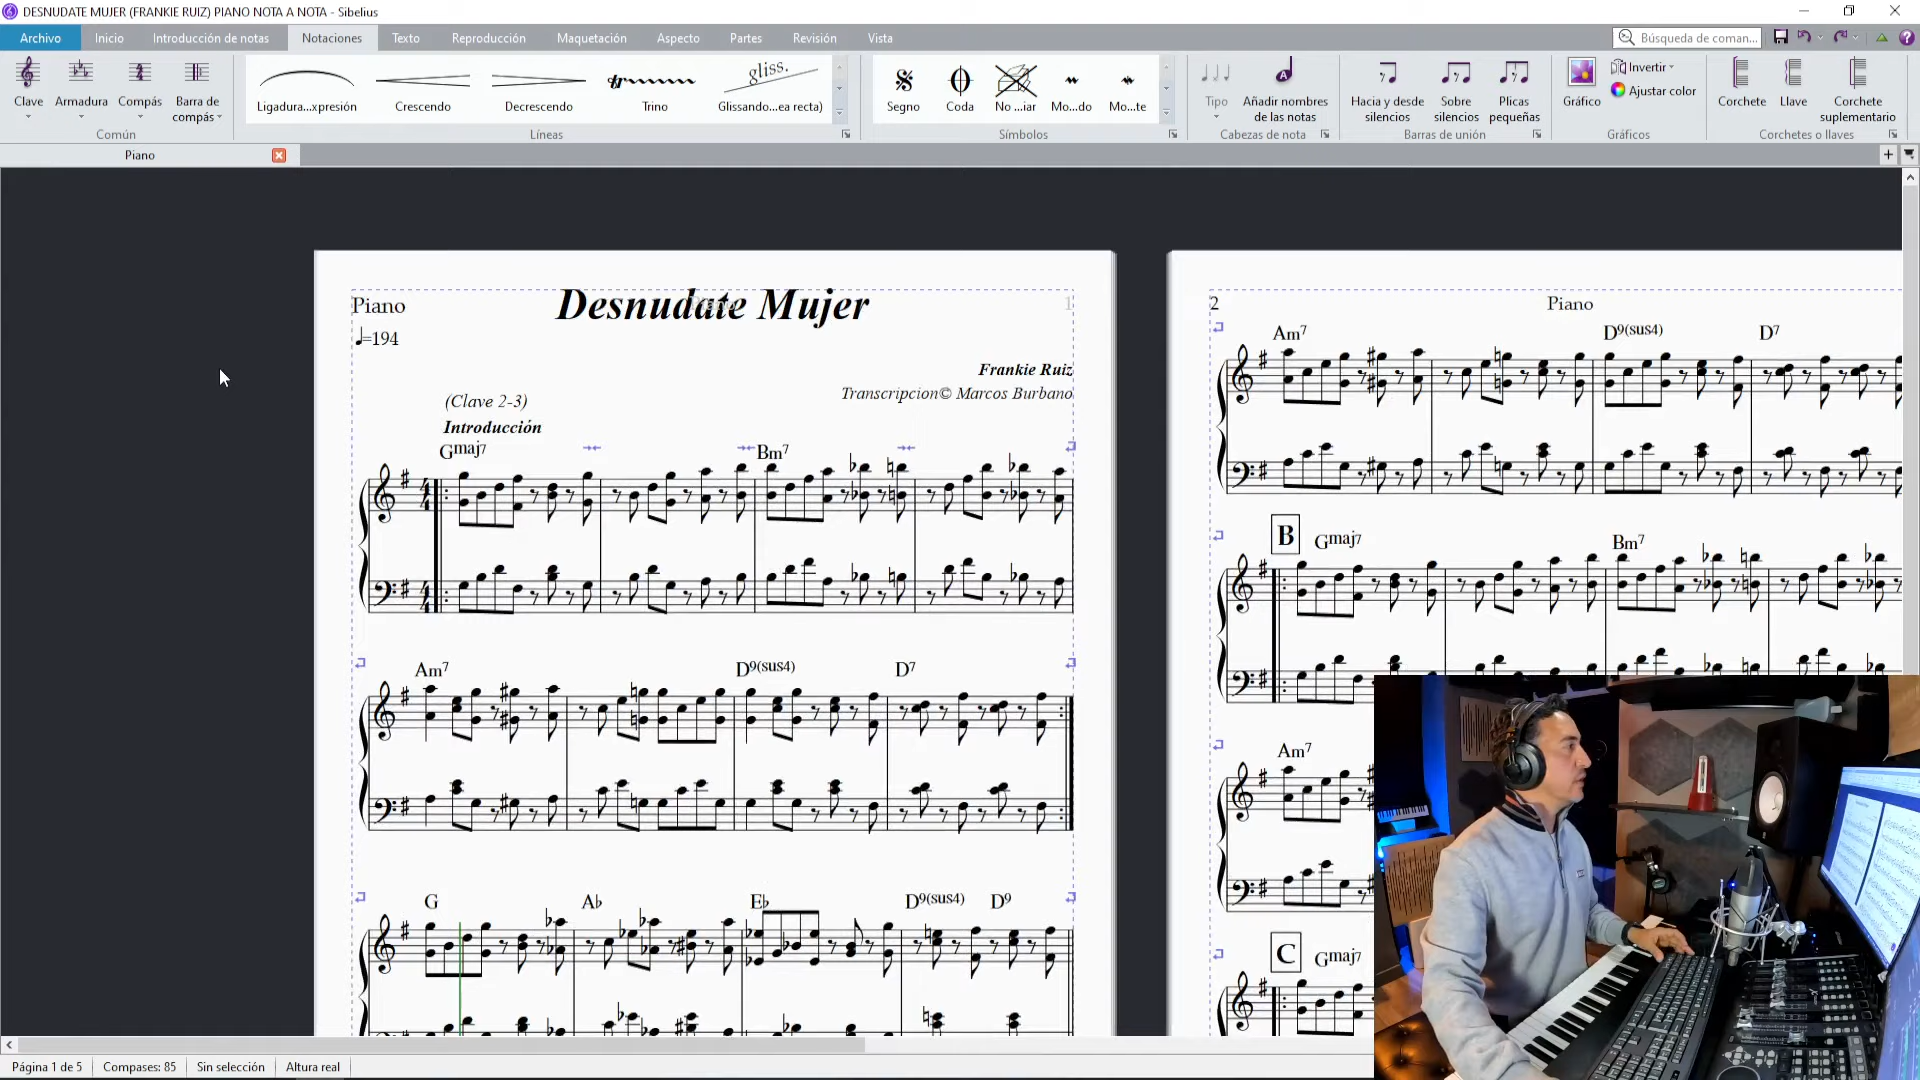 DESNUDATE MUJER (FRANKIE RUIZ) PIANO NOTA A NOTA - Sibelius
Archivo Inicio Introducción de notas Notaciones Texto Reproducción Maquetación Aspecto Partes Revisión Vista Búsqueda de coman...
Clave Armadura Compás Barra de compás
Ligadura...xpresión Crescendo Decrescendo Trino Glissando...ea recta)
gliss.
Segno Coda No ...iar Mo...do Mo...te
Tipo Añadir nombres de las notas
Hacia y desde silencios Sobre silencios Plicas pequeñas
Gráfico Invertir Ajustar color
Corchete Llave Corchete suplementario
Común Líneas Símbolos Cabezas de nota Barras de unión Gráficos Corchetes o llaves
Piano
Piano Desnudate Mujer 1
♩=194
Frankie Ruiz
Transcripcion© Marcos Burbano
(Clave 2-3)
Introducción
Gmaj7 Bm7
Am7 D9(sus4) D7
G A♭ E♭ D9(sus4) D9
2 Piano
Am7 D9(sus4) D7
B Gmaj7 Bm7
Am7
C Gmaj7
Página 1 de 5 Compases: 85 Sin selección Altura real